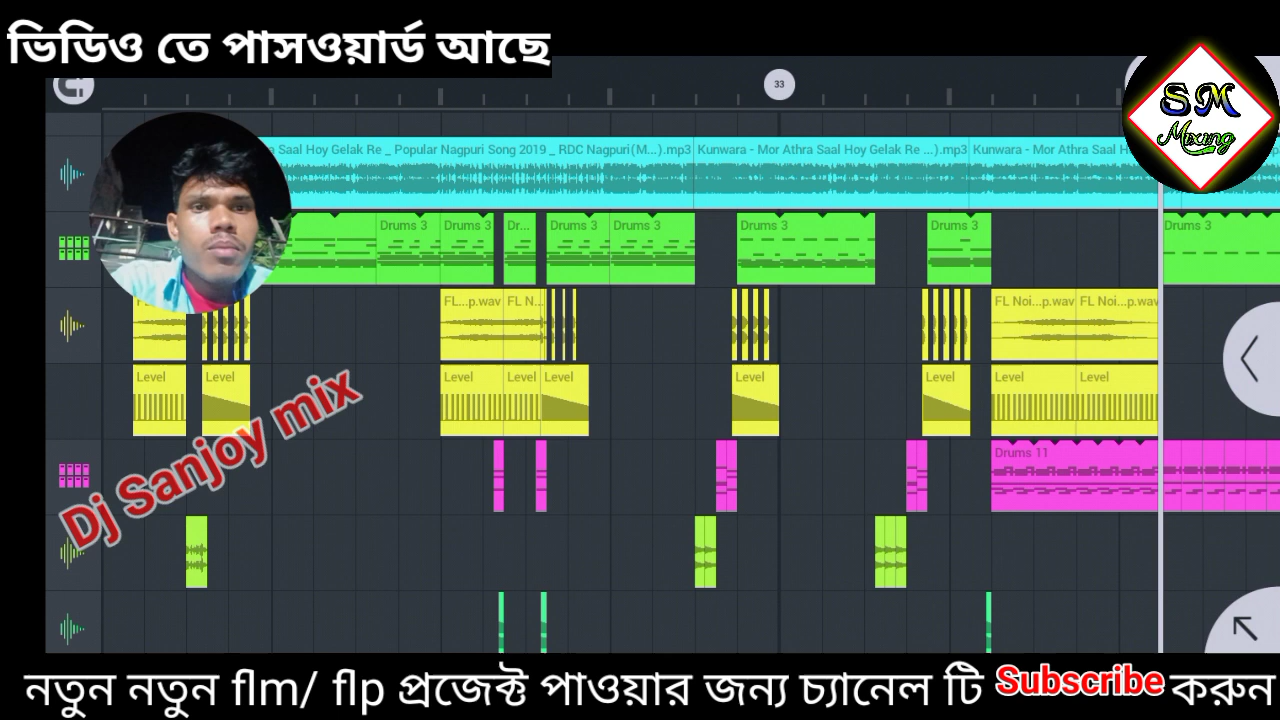 ভিডিও তে পাসওয়ার্ড আছে
33
SM
Mixing
Saal Hoy Gelak Re _ Popular Nagpuri Song 2019 _ RDC Nagpuri(M...).mp3 Kunwara - Mor Athra Saal Hoy Gelak Re ...).mp3 Kunwara - Mor Athra Saal
Drums 3 Drums 3 Dr... Drums 3 Drums 3 Drums 3 Drums 3 Drums 3
FL...p.wav FL N... FL Noi...p.wav FL Noi...p.wav
Level Level Level Level Level Level Level Level Level
Drums 11
Dj Sanjoy mix
নতুন নতুন flm/ flp প্রজেক্ট পাওয়ার জন্য চ্যানেল টি Subscribe করুন